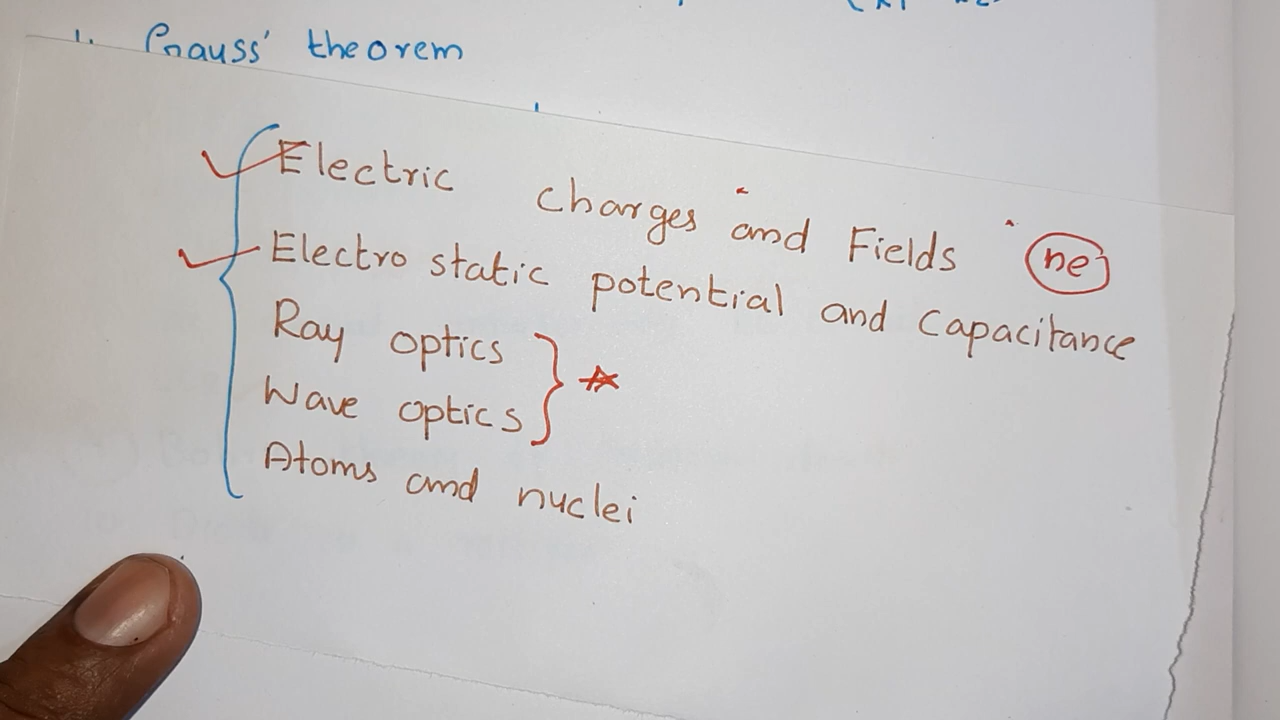 Gauss' theorem
Electric charges and Fields ne
Electro static potential and Capacitance
Ray optics
Wave optics
Atoms and nuclei